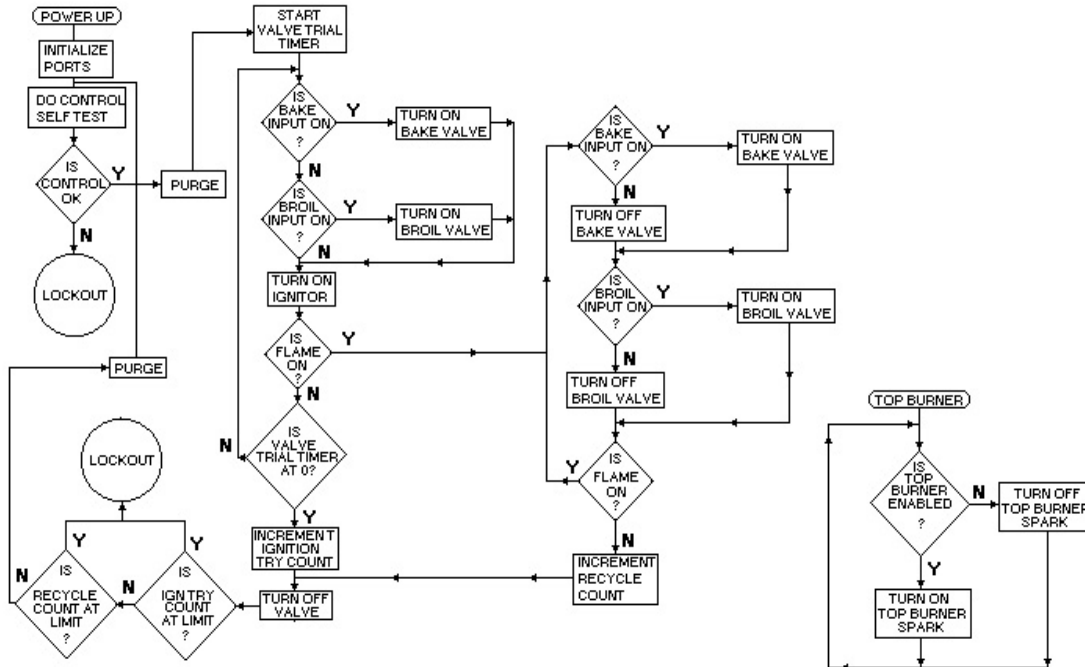 POWER UP
INITIALIZE
PORTS
DO CONTROL
SELF TEST
IS
CONTROL
OK
Y
N
LOCKOUT
PURGE
START
VALVE TRIAL
TIMER
IS
BAKE
INPUT ON
?
Y
N
TURN ON
BAKE VALVE
IS
BROIL
INPUT ON
?
Y
N
TURN ON
BROIL VALVE
TURN ON
IGNITOR
IS
FLAME
ON
?
Y
N
IS
VALVE
TRIAL TIMER
AT 0?
N
Y
INCREMENT
IGNITION
TRY COUNT
TURN OFF
VALVE
IS
IGN TRY
COUNT
AT LIMIT
?
Y
N
IS
RECYCLE
COUNT AT
LIMIT
?
Y
N
LOCKOUT
PURGE
IS
BAKE
INPUT ON
?
Y
N
TURN ON
BAKE VALVE
TURN OFF
BAKE VALVE
IS
BROIL
INPUT ON
?
Y
N
TURN ON
BROIL VALVE
TURN OFF
BROIL VALVE
IS
FLAME
ON
?
Y
N
INCREMENT
RECYCLE
COUNT
TOP BURNER
IS
TOP
BURNER
ENABLED
?
N
Y
TURN OFF
TOP BURNER
SPARK
TURN ON
TOP BURNER
SPARK